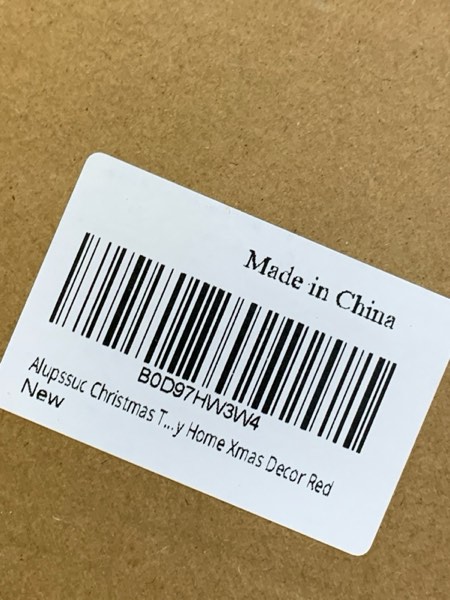 Made in China
B0D97HW3W4
Alupssuc Christmas T...y Home Xmas Decor Red
New